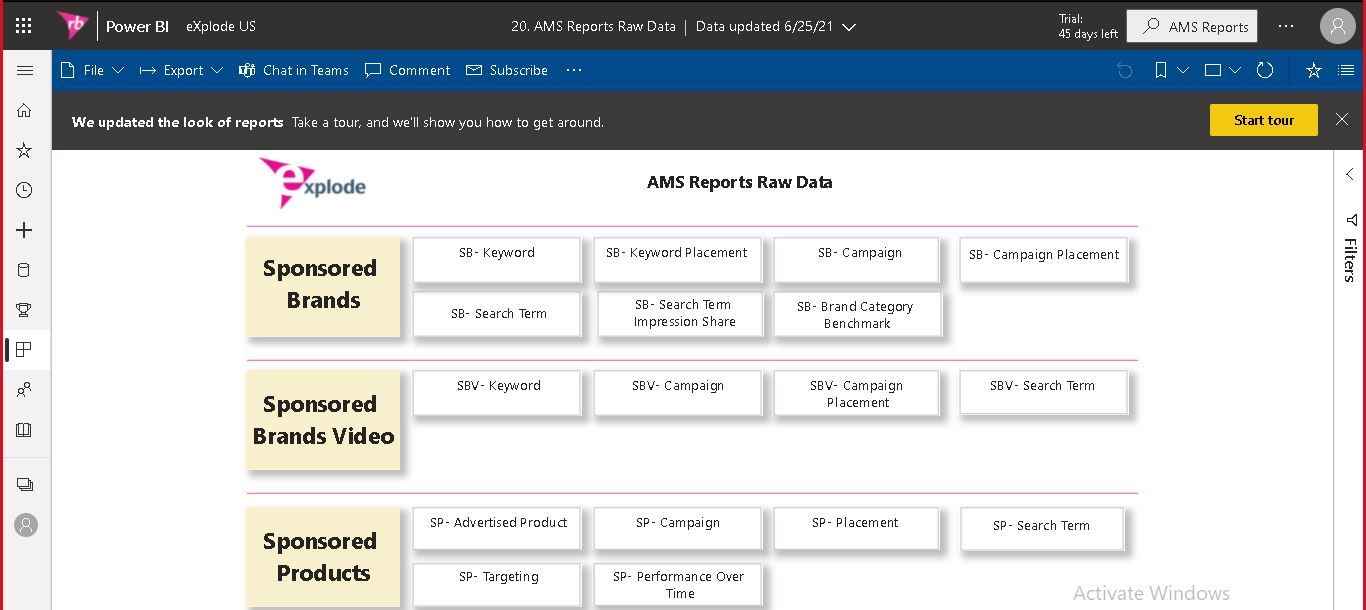 Power BI eXplode US 20. AMS Reports Raw Data | Data updated 6/25/21 Trial: 45 days left AMS Reports
File Export Chat in Teams Comment Subscribe
We updated the look of reports Take a tour, and we'll show you how to get around. Start tour
eXplode
AMS Reports Raw Data
Filters
Sponsored
Brands
SB- Keyword
SB- Keyword Placement
SB- Campaign
SB- Campaign Placement
SB- Search Term
SB- Search Term
Impression Share
SB- Brand Category
Benchmark
Sponsored
Brands Video
SBV- Keyword
SBV- Campaign
SBV- Campaign
Placement
SBV- Search Term
Sponsored
Products
SP- Advertised Product
SP- Campaign
SP- Placement
SP- Search Term
SP- Targeting
SP- Performance Over
Time
Activate Windows